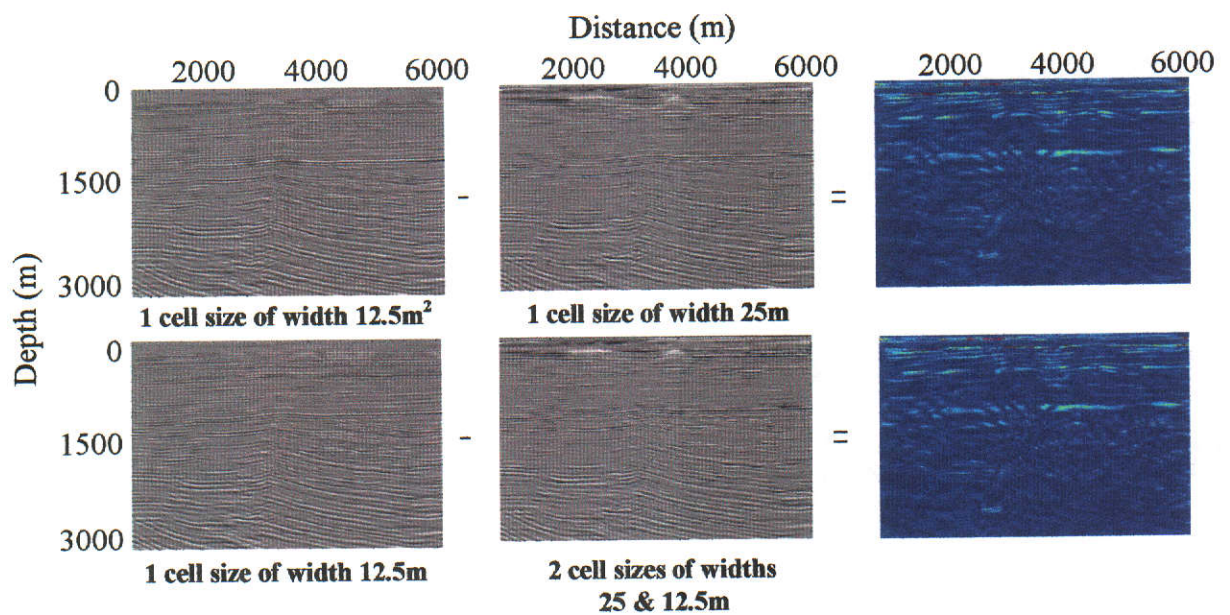 Distance (m)
2000 4000 6000 2000 4000 6000 2000 4000 6000
0
1500
3000
- =
1 cell size of width 12.5m²
1 cell size of width 25m
Depth (m)
0
1500
3000
- =
1 cell size of width 12.5m
2 cell sizes of widths
25 & 12.5m